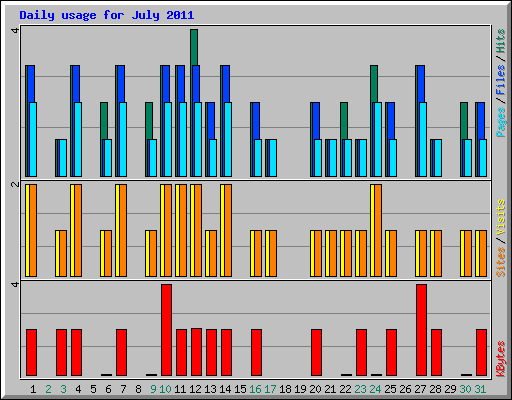 Daily usage for July 2011
4
Pages / Files / Hits
2
Sites / Visits
4
KBytes
1 2 3 4 5 6 7 8 9 10 11 12 13 14 15 16 17 18 19 20 21 22 23 24 25 26 27 28 29 30 31